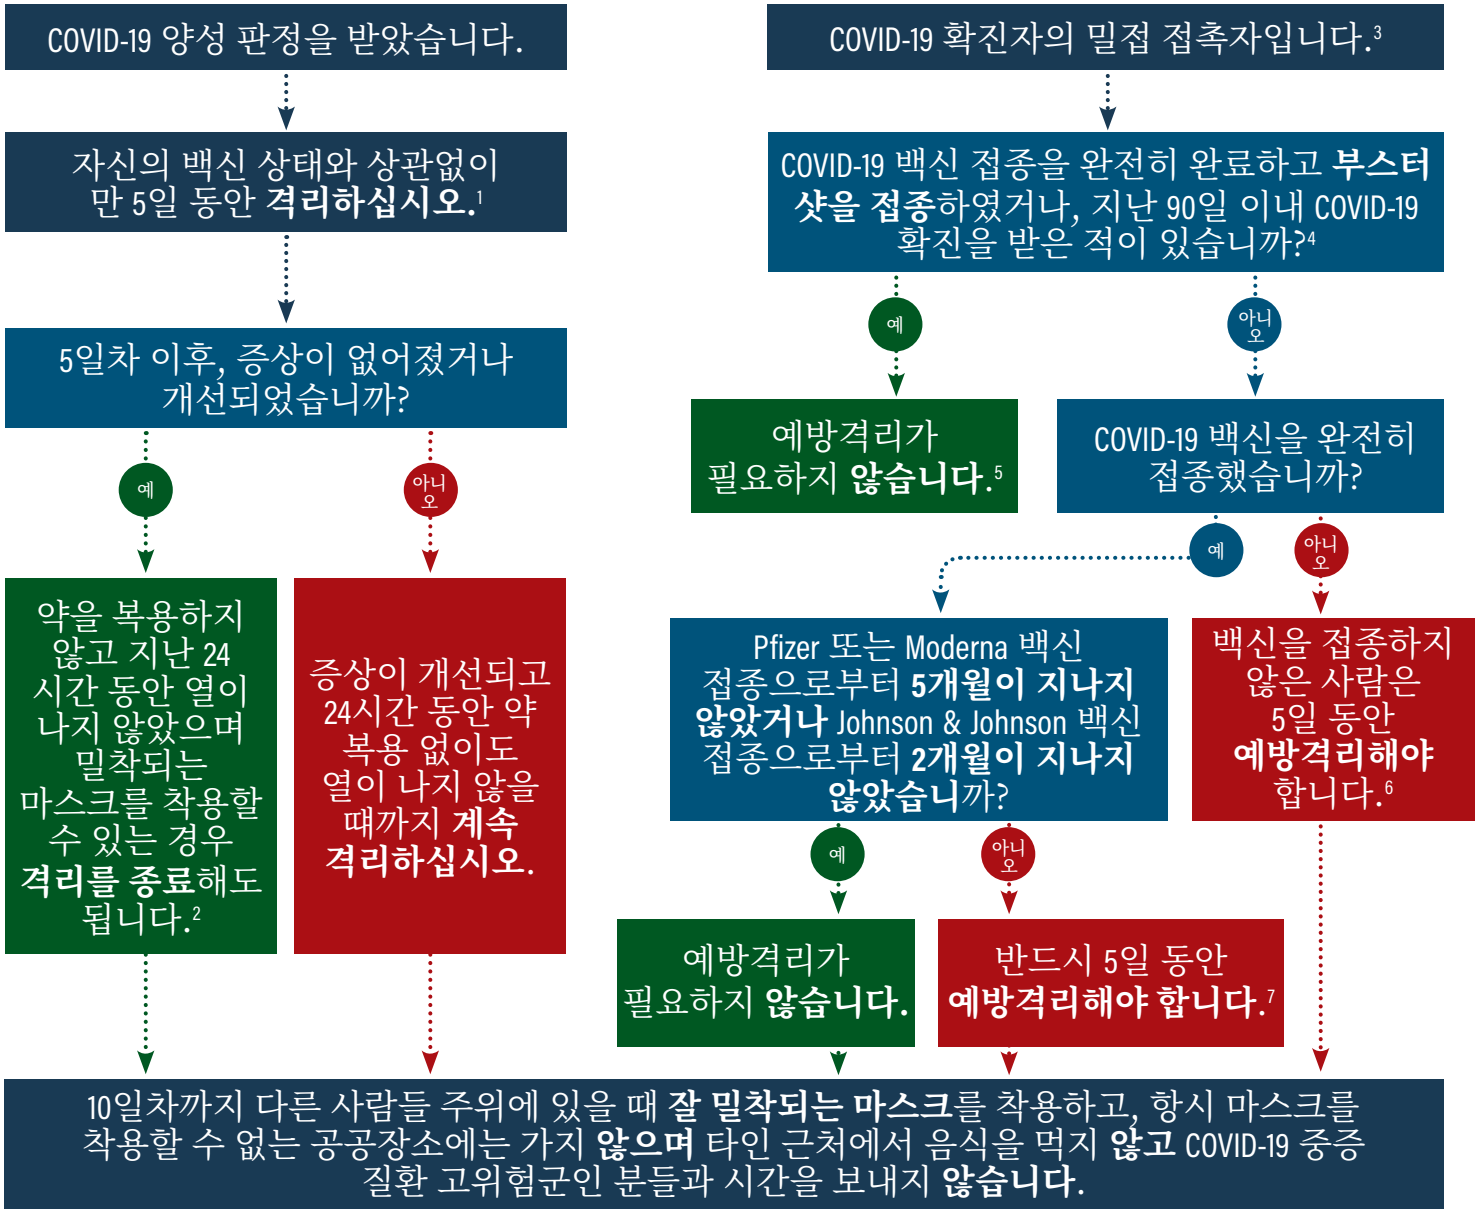 COVID-19 양성 판정을 받았습니다.
자신의 백신 상태와 상관없이
만 5일 동안 격리하십시오.1
5일차 이후, 증상이 없어졌거나
개선되었습니까?
예
아니
오
약을 복용하지
않고 지난 24
시간 동안 열이
나지 않았으며
밀착되는
마스크를 착용할
수 있는 경우
격리를 종료해도
됩니다.2
증상이 개선되고
24시간 동안 약
복용 없이도
열이 나지 않을
떄까지 계속
격리하십시오.
COVID-19 확진자의 밀접 접촉자입니다.3
COVID-19 백신 접종을 완전히 완료하고 부스터
샷을 접종하였거나, 지난 90일 이내 COVID-19
확진을 받은 적이 있습니까?4
예
아니
오
예방격리가
필요하지 않습니다.5
COVID-19 백신을 완전히
접종했습니까?
예
아니
오
Pfizer 또는 Moderna 백신
접종으로부터 5개월이 지나지
않았거나 Johnson & Johnson 백신
접종으로부터 2개월이 지나지
않았습니까?
백신을 접종하지
않은 사람은
5일 동안
예방격리해야
합니다.6
예
아니
오
예방격리가
필요하지 않습니다.
반드시 5일 동안
예방격리해야 합니다.7
10일차까지 다른 사람들 주위에 있을 때 잘 밀착되는 마스크를 착용하고, 항시 마스크를
착용할 수 없는 공공장소에는 가지 않으며 타인 근처에서 음식을 먹지 않고 COVID-19 중증
질환 고위험군인 분들과 시간을 보내지 않습니다.